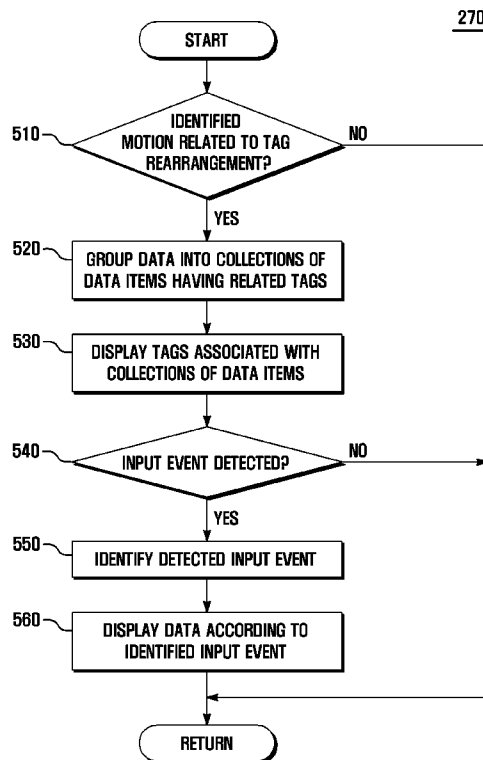 270
START
510
IDENTIFIED
MOTION RELATED TO TAG
REARRANGEMENT?
NO
YES
520
GROUP DATA INTO COLLECTIONS OF
DATA ITEMS HAVING RELATED TAGS
530
DISPLAY TAGS ASSOCIATED WITH
COLLECTIONS OF DATA ITEMS
540
INPUT EVENT DETECTED?
NO
YES
550
IDENTIFY DETECTED INPUT EVENT
560
DISPLAY DATA ACCORDING TO
IDENTIFIED INPUT EVENT
RETURN